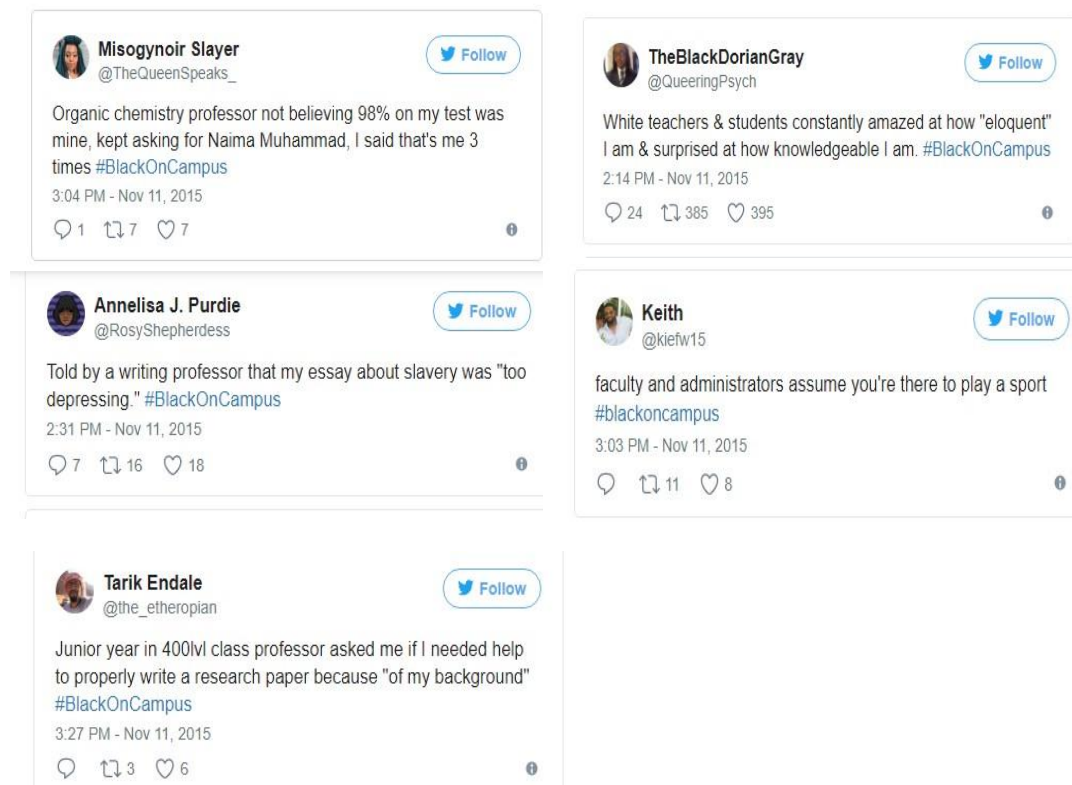 Misogynoir Slayer
@TheQueenSpeaks_
Follow
Organic chemistry professor not believing 98% on my test was
mine, kept asking for Naima Muhammad, I said that's me 3
times #BlackOnCampus
3:04 PM - Nov 11, 2015
1 7 7
TheBlackDorianGray
@QueeringPsych
Follow
White teachers & students constantly amazed at how "eloquent"
I am & surprised at how knowledgeable I am. #BlackOnCampus
2:14 PM - Nov 11, 2015
24 385 395
Annelisa J. Purdie
@RosyShepherdess
Follow
Told by a writing professor that my essay about slavery was "too
depressing." #BlackOnCampus
2:31 PM - Nov 11, 2015
7 16 18
Keith
@kiefw15
Follow
faculty and administrators assume you're there to play a sport
#blackoncampus
3:03 PM - Nov 11, 2015
11 8
Tarik Endale
@the_etheropian
Follow
Junior year in 400lvl class professor asked me if I needed help
to properly write a research paper because "of my background"
#BlackOnCampus
3:27 PM - Nov 11, 2015
3 6